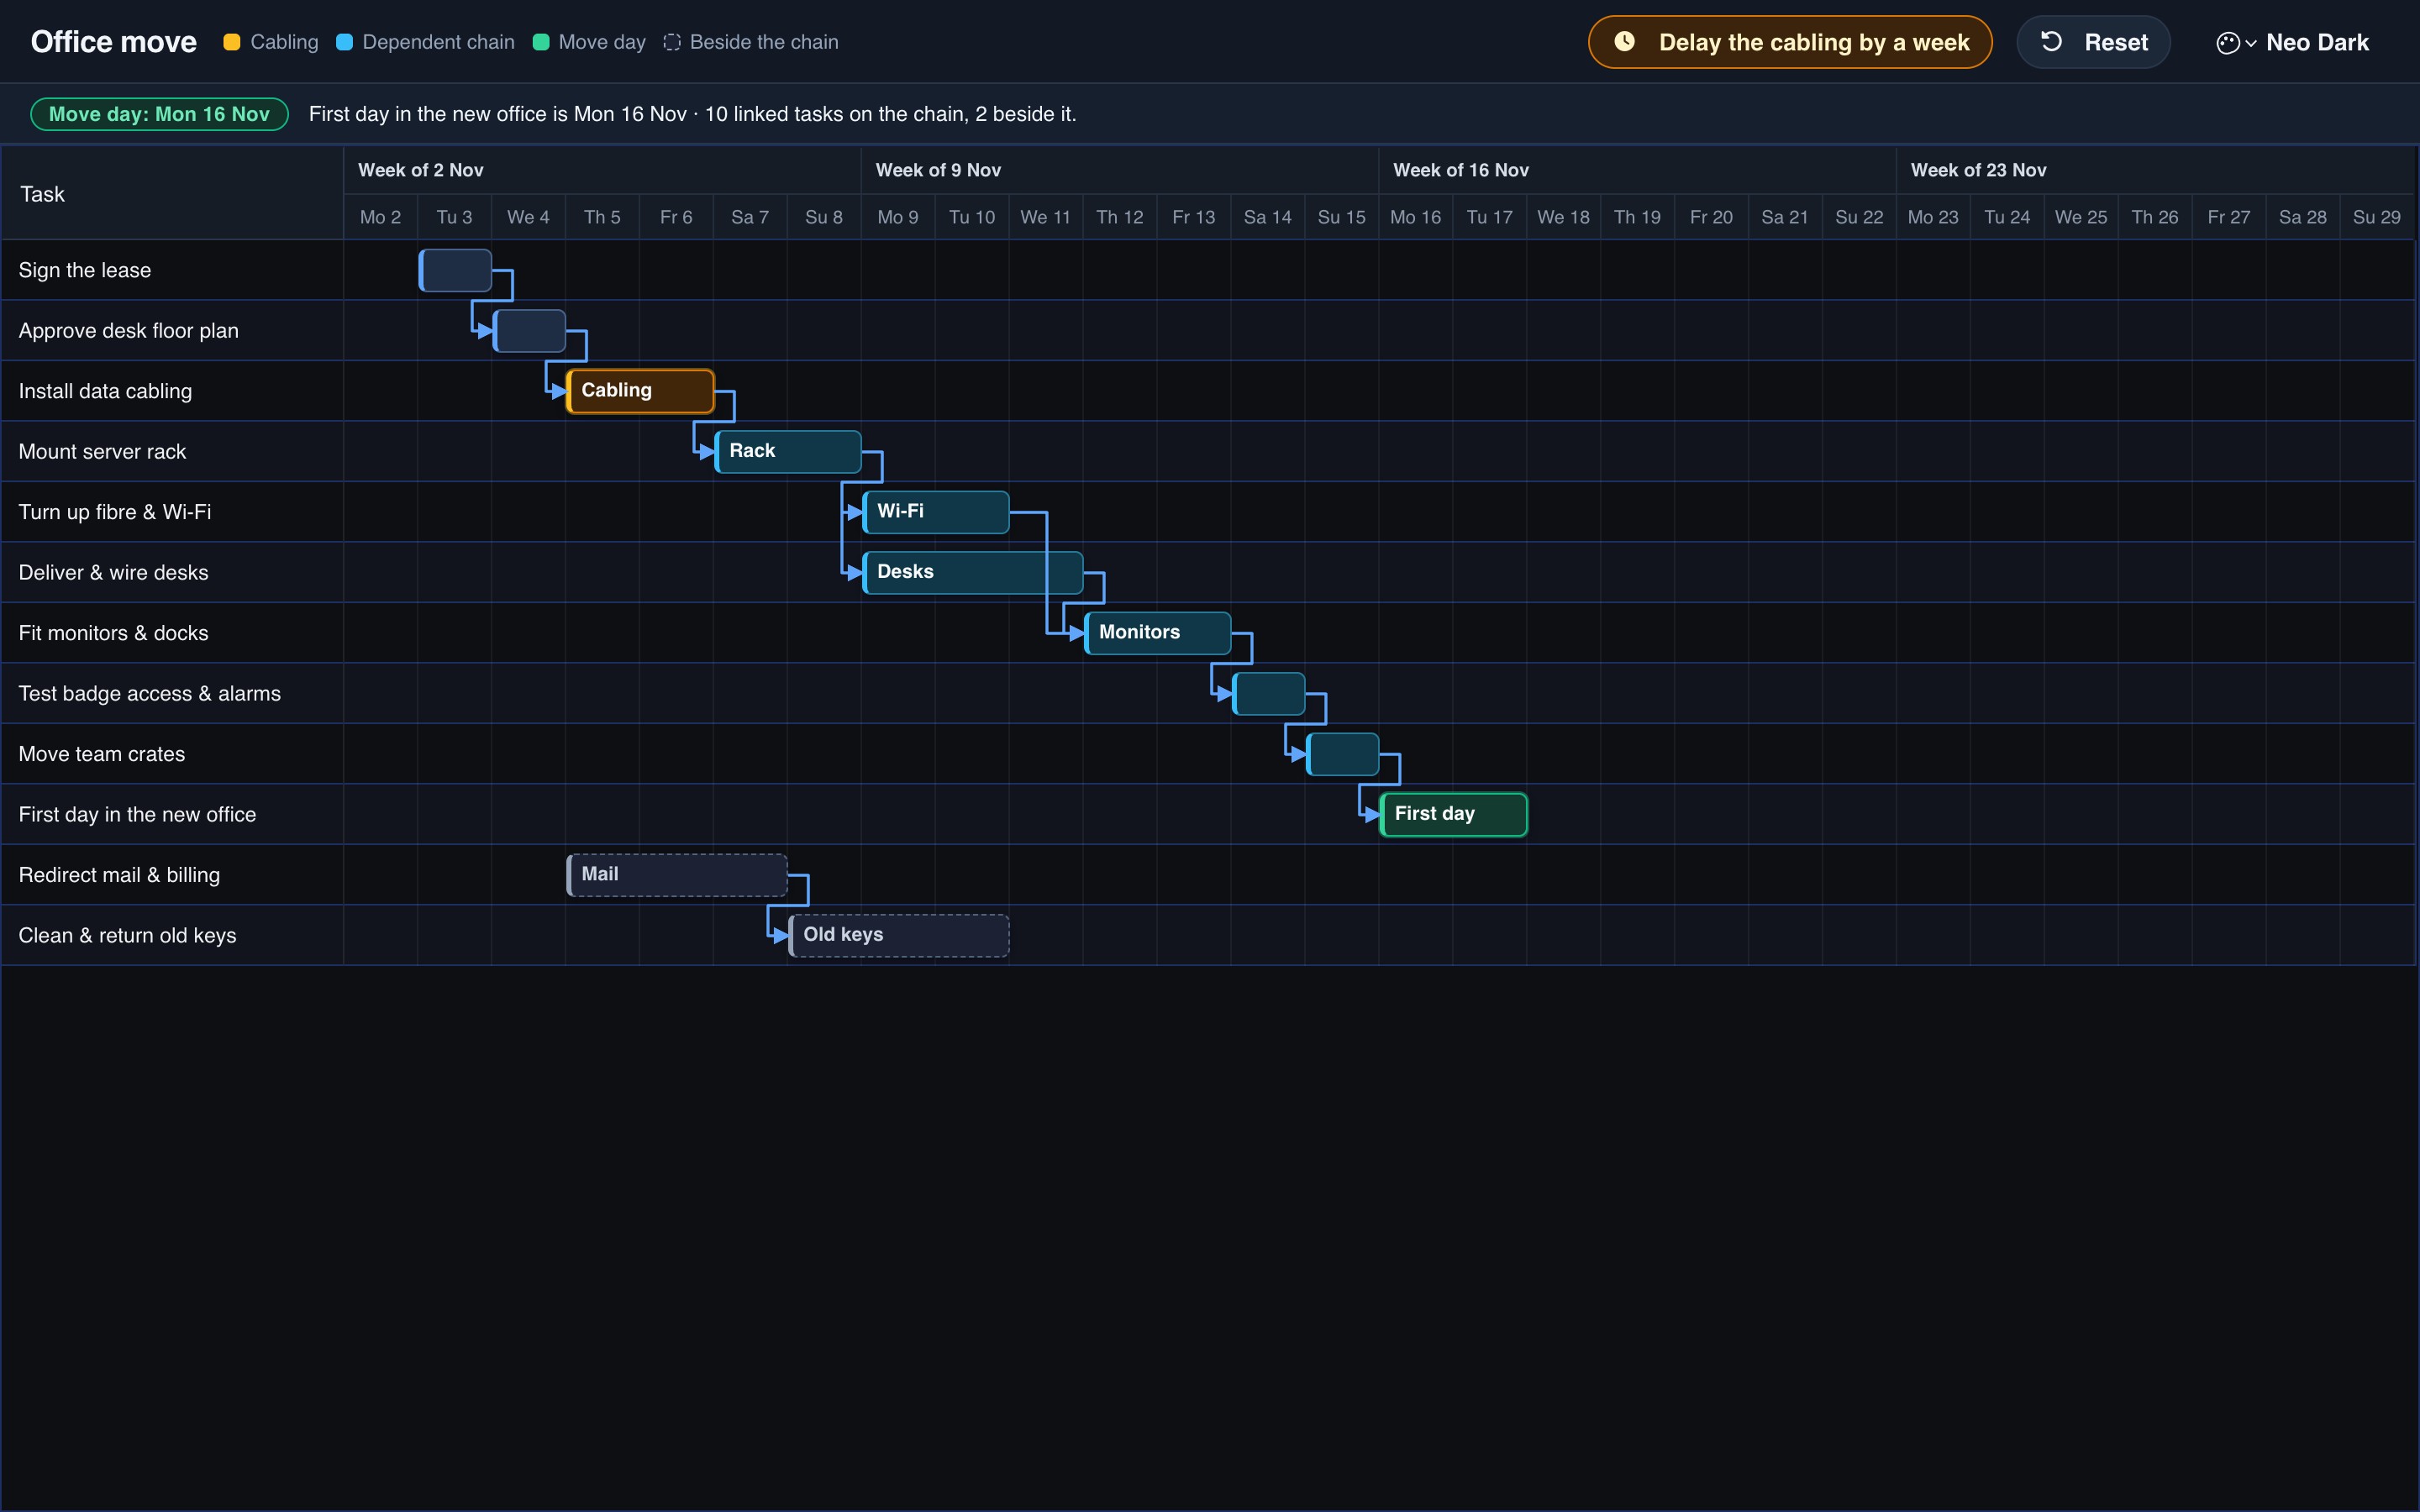 Office move
Cabling
Dependent chain
Move day
Beside the chain
Delay the cabling by a week
Reset
Neo Dark
Move day: Mon 16 Nov
First day in the new office is Mon 16 Nov · 10 linked tasks on the chain, 2 beside it.
Task
Week of 2 Nov
Week of 9 Nov
Week of 16 Nov
Week of 23 Nov
Mo 2
Tu 3
We 4
Th 5
Fr 6
Sa 7
Su 8
Mo 9
Tu 10
We 11
Th 12
Fr 13
Sa 14
Su 15
Mo 16
Tu 17
We 18
Th 19
Fr 20
Sa 21
Su 22
Mo 23
Tu 24
We 25
Th 26
Fr 27
Sa 28
Su 29
Sign the lease
Approve desk floor plan
Install data cabling
Cabling
Mount server rack
Rack
Turn up fibre & Wi-Fi
Wi-Fi
Deliver & wire desks
Desks
Fit monitors & docks
Monitors
Test badge access & alarms
Move team crates
First day in the new office
First day
Redirect mail & billing
Mail
Clean & return old keys
Old keys